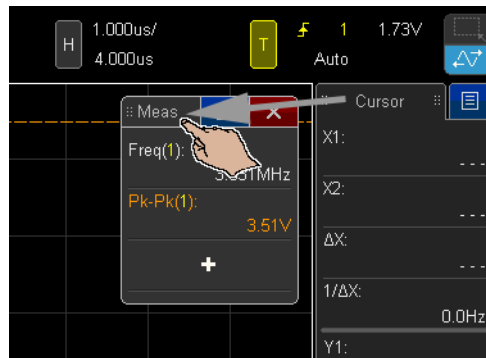 H
1.000us/
4.000us
T
1
1.73V
Auto
Meas
Freq(1):
Pk-Pk(1):
3.51V
+
Cursor
X1:
- - -
X2:
- - -
ΔX:
- - -
1/ΔX:
0.0Hz
Y1: